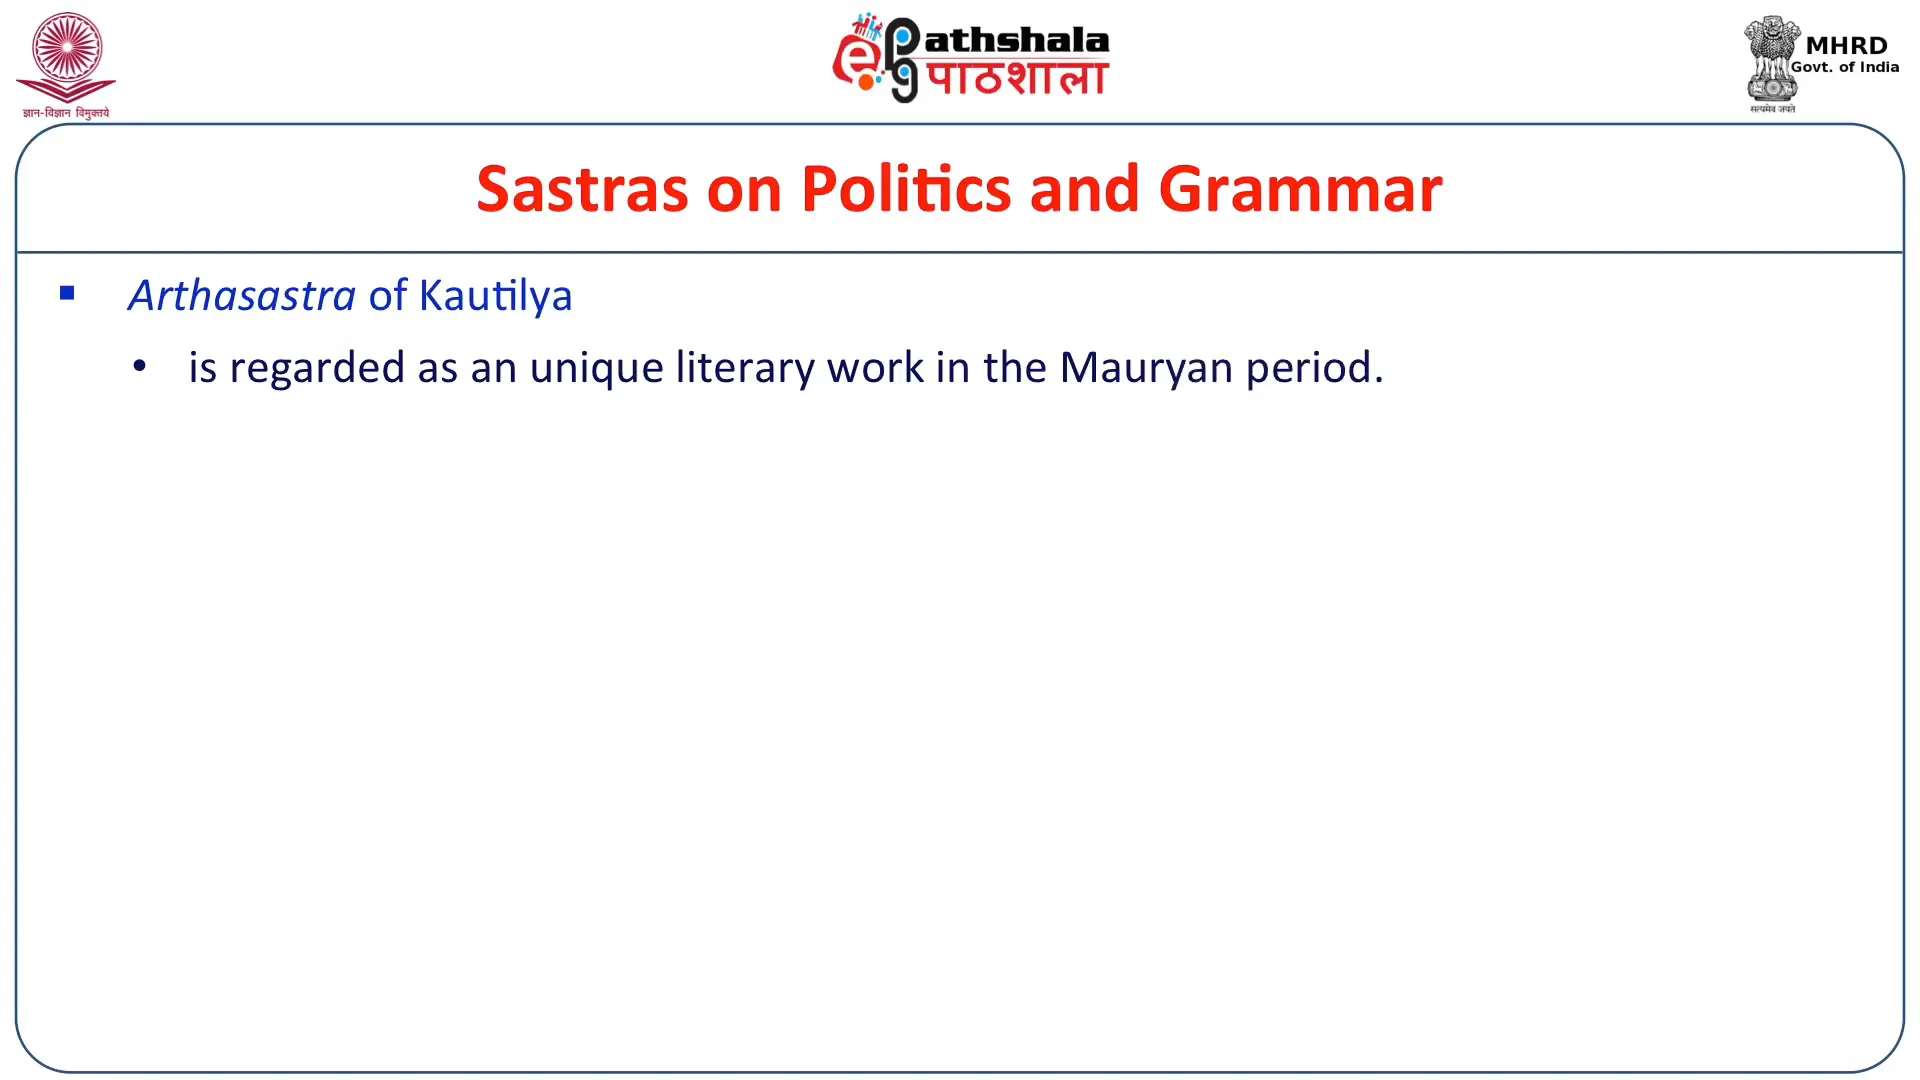 ज्ञान-विज्ञान विमुक्तये
ePathshala
पाठशाला
MHRD
Govt. of India
सत्यमेव जयते
Sastras on Politics and Grammar
▪ Arthasastra of Kautilya
• is regarded as an unique literary work in the Mauryan period.